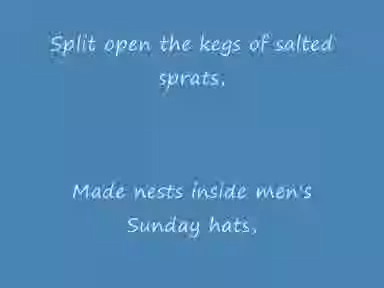 Split open the kegs of salted
sprats,
Made nests inside men's
Sunday hats,